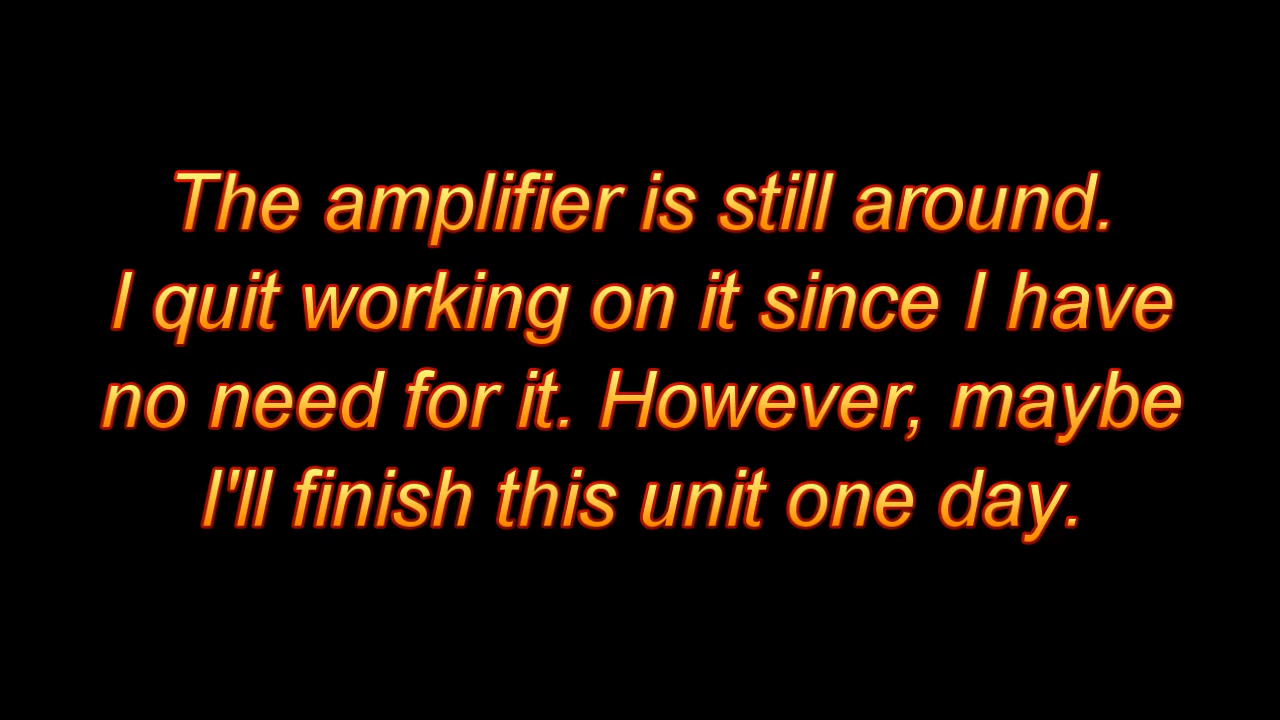 The amplifier is still around.
I quit working on it since I have
no need for it. However, maybe
I'll finish this unit one day.